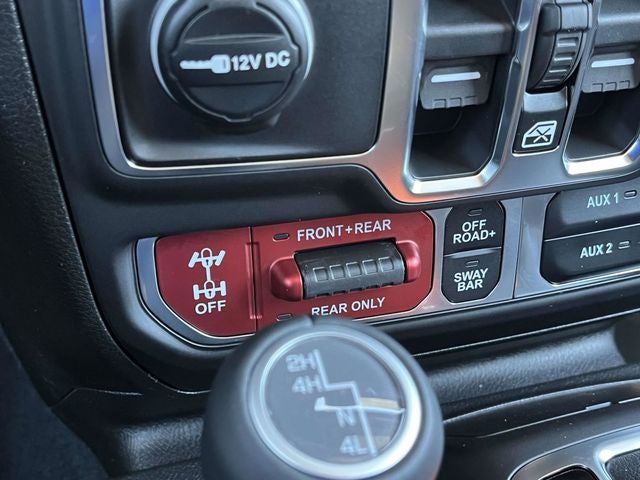 12V DC
FRONT+REAR
OFF
ROAD+
AUX 1
AUX 2
SWAY
BAR
OFF
REAR ONLY
2H
4H
N
4L